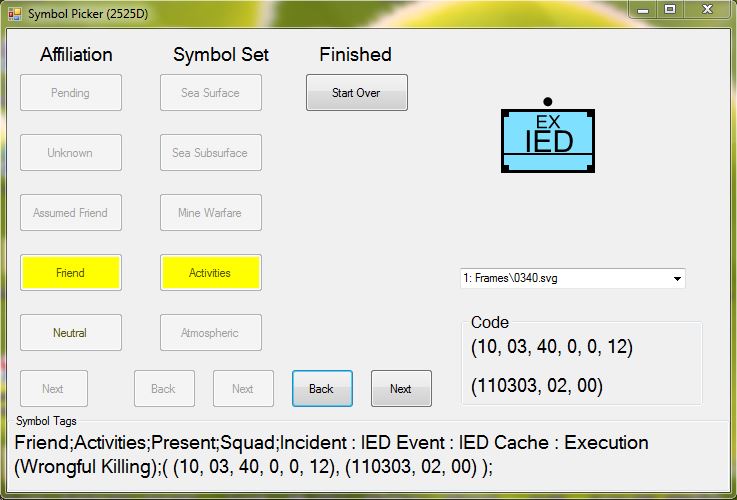 Symbol Picker (2525D)
Affiliation Symbol Set Finished
Pending Sea Surface Start Over
EX
IED
Unknown Sea Subsurface
Assumed Friend Mine Warfare
Friend Activities
1: Frames\0340.svg
Neutral Atmospheric
Code
(10, 03, 40, 0, 0, 12)
(110303, 02, 00)
Next Back Next Back Next
Symbol Tags
Friend;Activities;Present;Squad;Incident : IED Event : IED Cache : Execution
(Wrongful Killing);( (10, 03, 40, 0, 0, 12), (110303, 02, 00) );